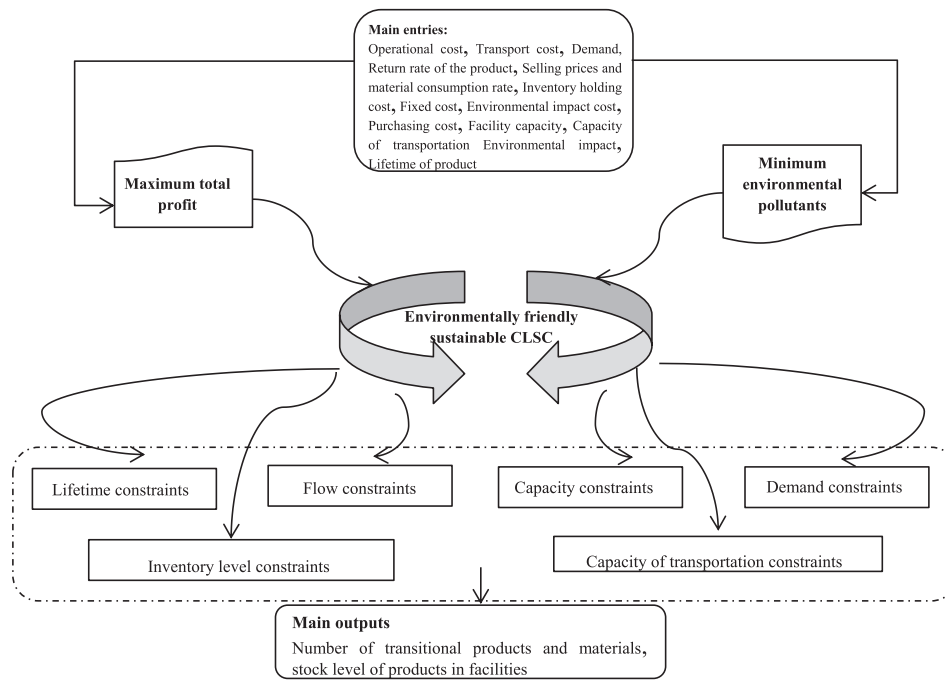 Main entries:
Operational cost, Transport cost, Demand,
Return rate of the product, Selling prices and
material consumption rate, Inventory holding
cost, Fixed cost, Environmental impact cost,
Purchasing cost, Facility capacity, Capacity
of transportation Environmental impact,
Lifetime of product
Maximum total
profit
Minimum
environmental
pollutants
Environmentally friendly
sustainable CLSC
Lifetime constraints
Flow constraints
Capacity constraints
Demand constraints
Inventory level constraints
Capacity of transportation constraints
Main outputs
Number of transitional products and materials,
stock level of products in facilities